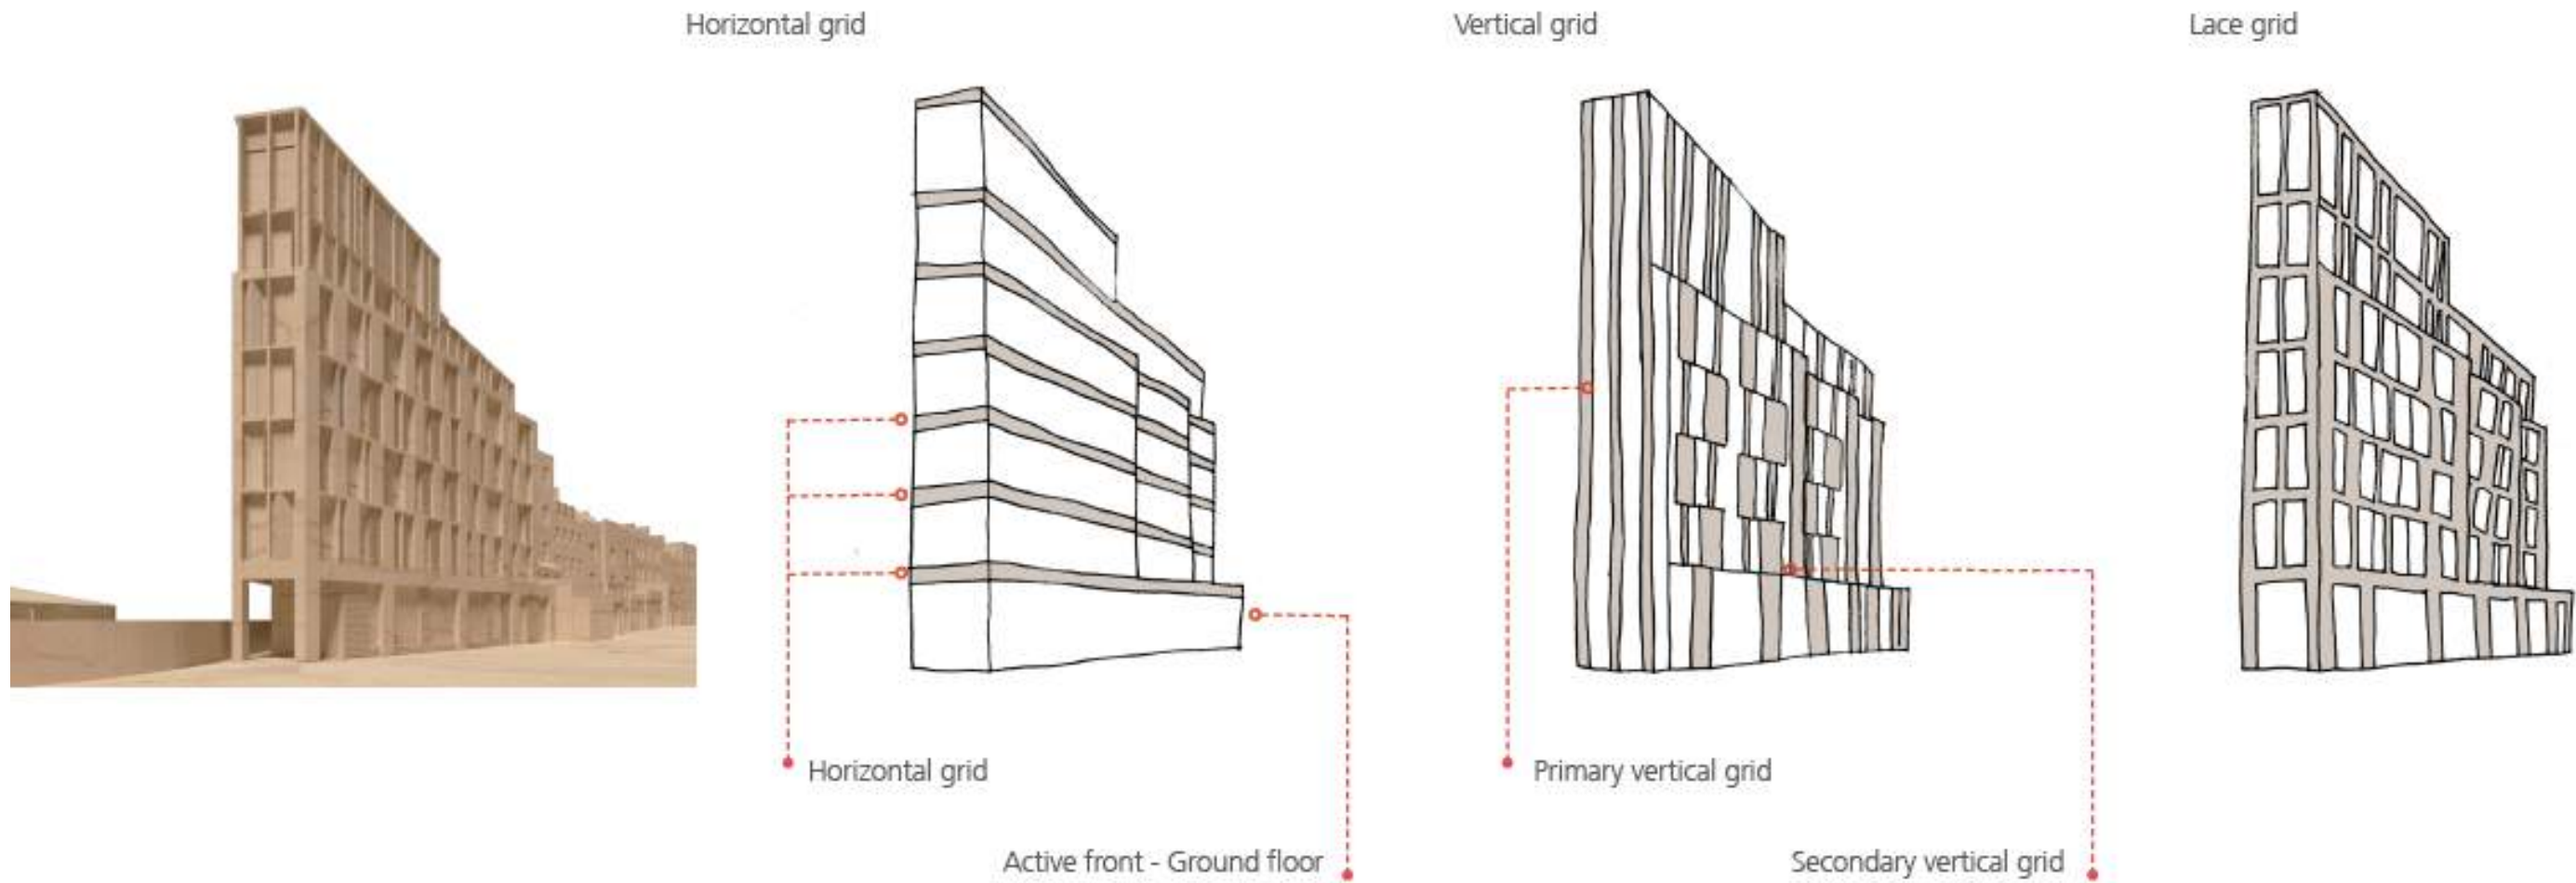 Horizontal grid
Vertical grid
Lace grid
Horizontal grid
Primary vertical grid
Active front - Ground floor
Secondary vertical grid